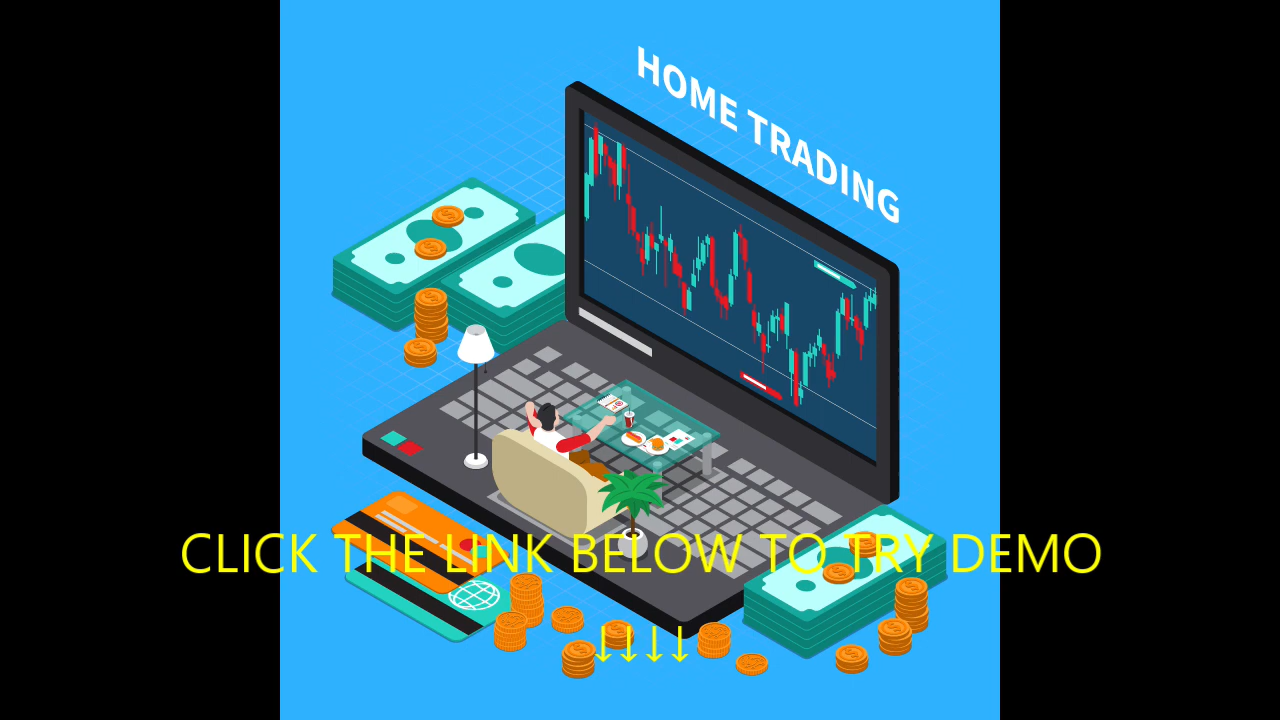 HOME TRADING
CLICK THE LINK BELOW TO TRY DEMO
↓↓↓↓